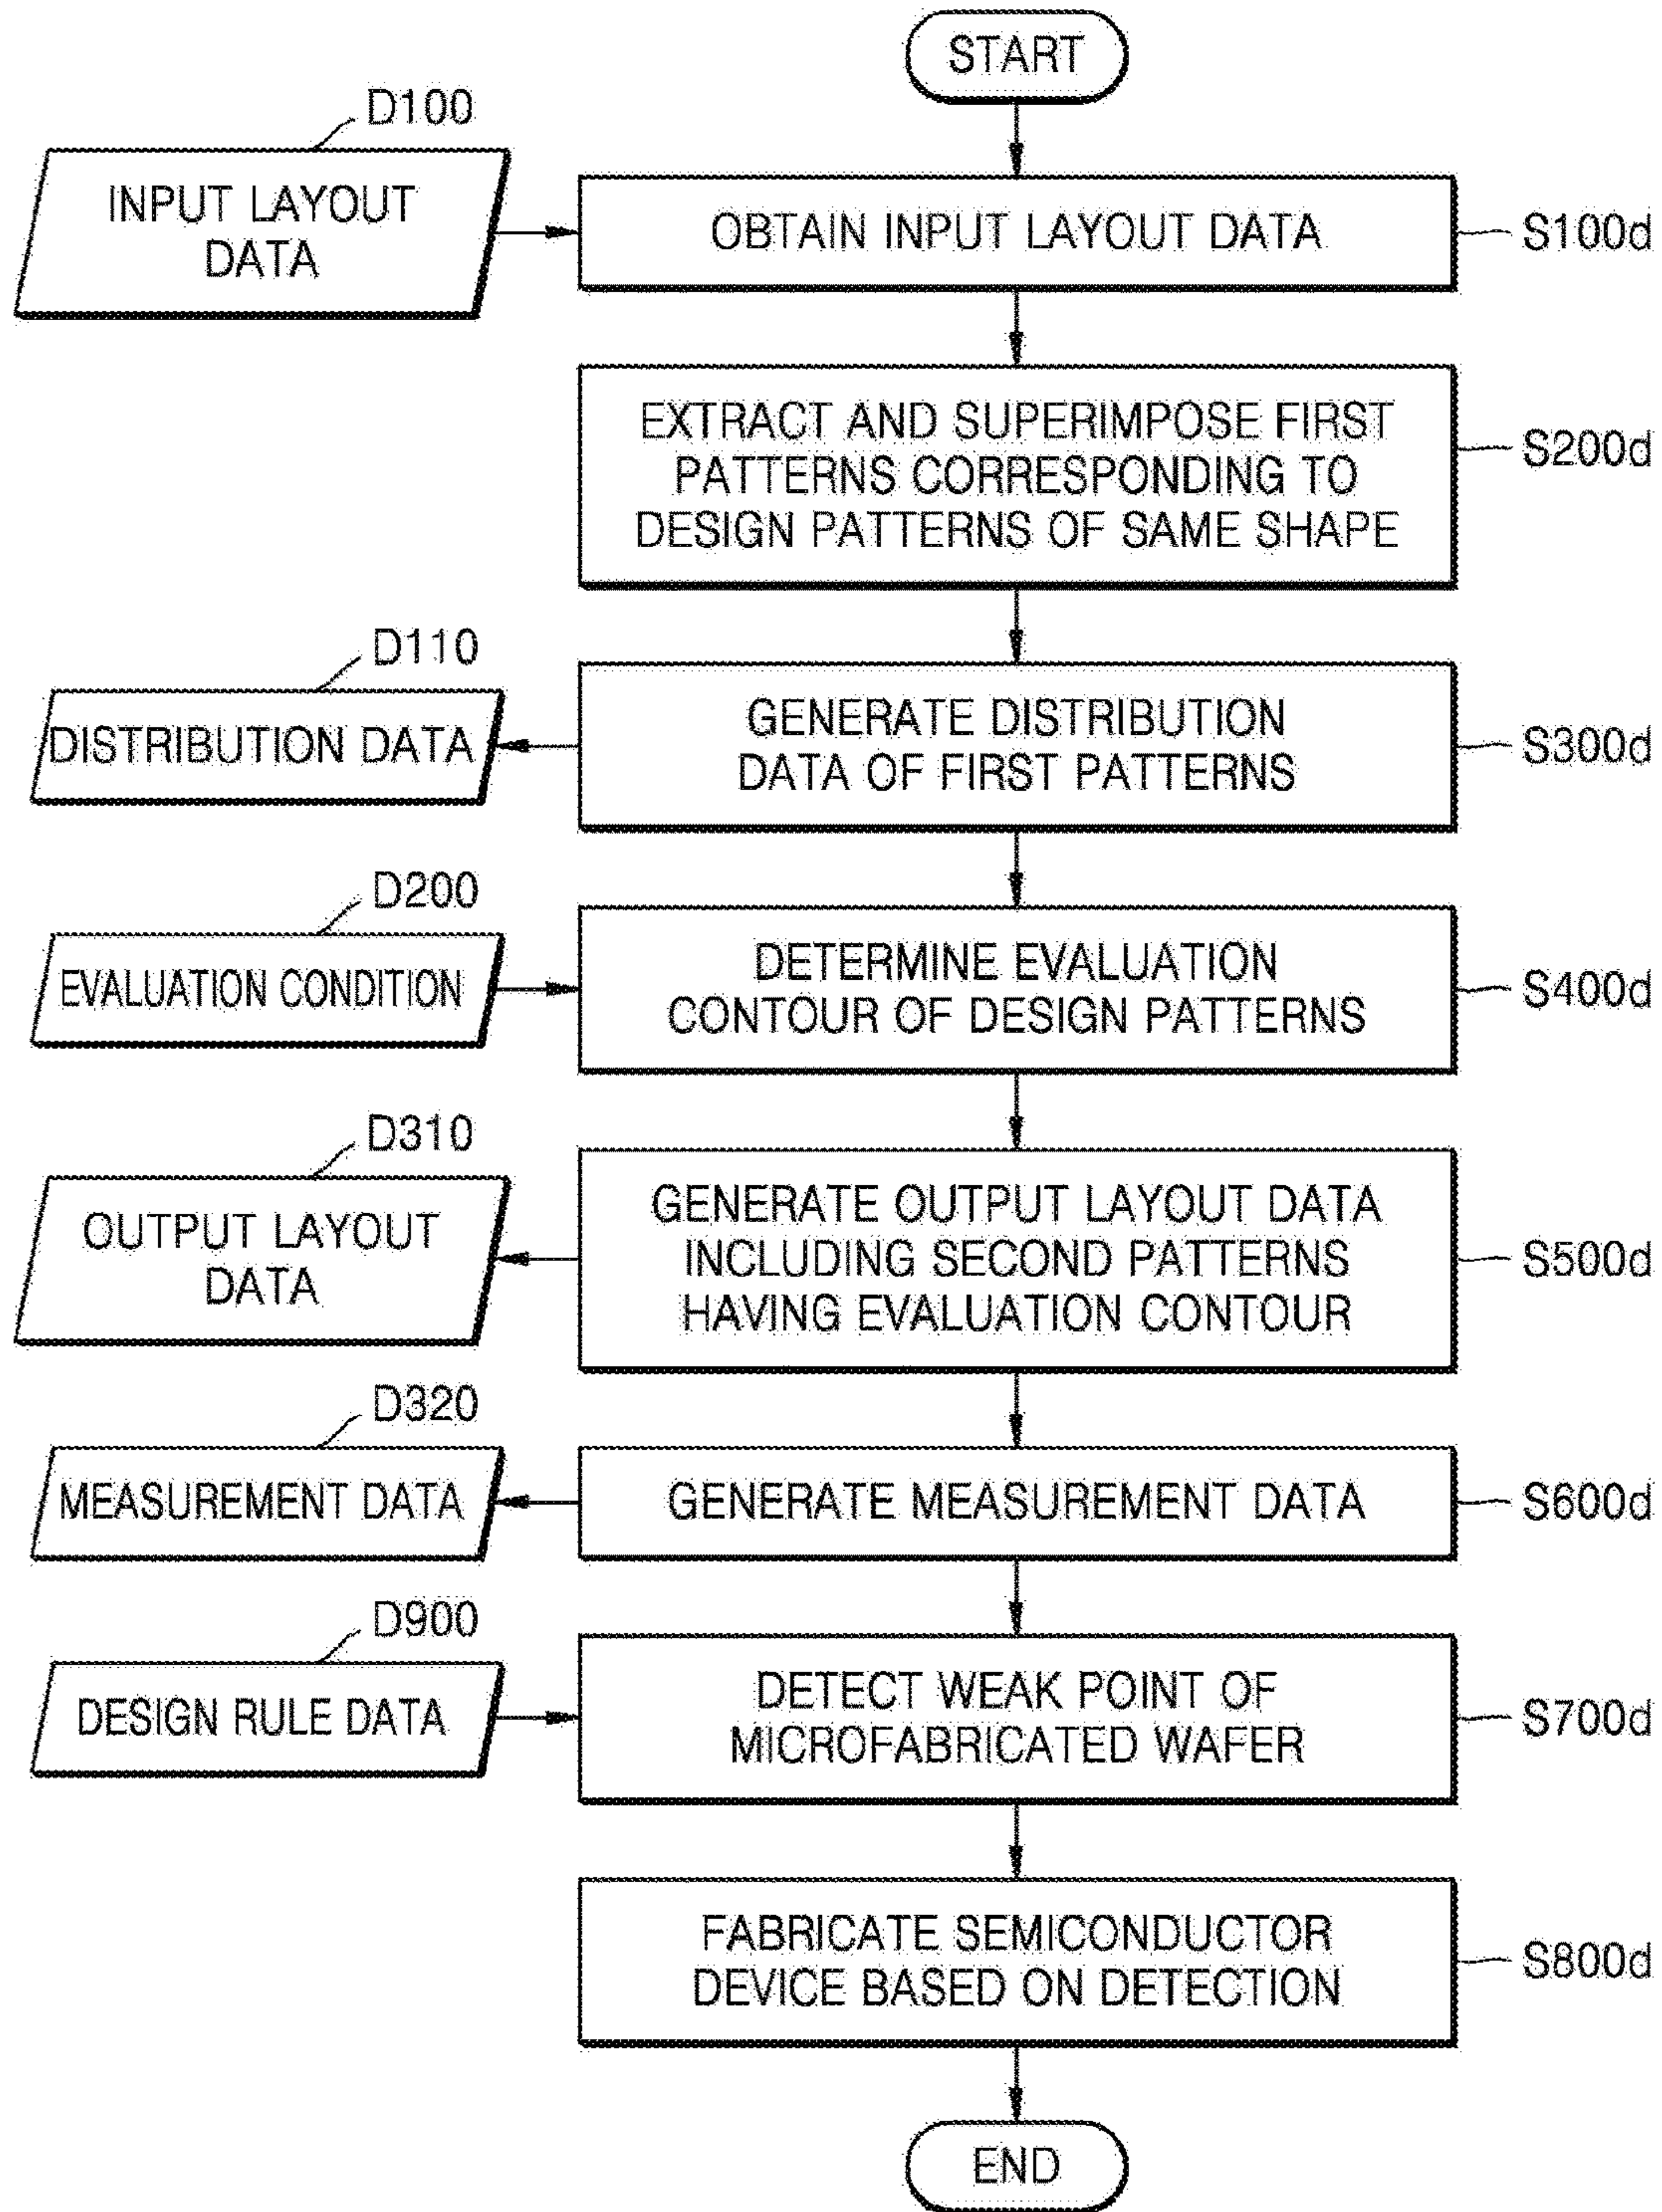 START
D100
INPUT LAYOUT
DATA
OBTAIN INPUT LAYOUT DATA
S100d
EXTRACT AND SUPERIMPOSE FIRST
PATTERNS CORRESPONDING TO
DESIGN PATTERNS OF SAME SHAPE
S200d
D110
DISTRIBUTION DATA
GENERATE DISTRIBUTION
DATA OF FIRST PATTERNS
S300d
D200
EVALUATION CONDITION
DETERMINE EVALUATION
CONTOUR OF DESIGN PATTERNS
S400d
D310
OUTPUT LAYOUT
DATA
GENERATE OUTPUT LAYOUT DATA
INCLUDING SECOND PATTERNS
HAVING EVALUATION CONTOUR
S500d
D320
MEASUREMENT DATA
GENERATE MEASUREMENT DATA
S600d
D900
DESIGN RULE DATA
DETECT WEAK POINT OF
MICROFABRICATED WAFER
S700d
FABRICATE SEMICONDUCTOR
DEVICE BASED ON DETECTION
S800d
END